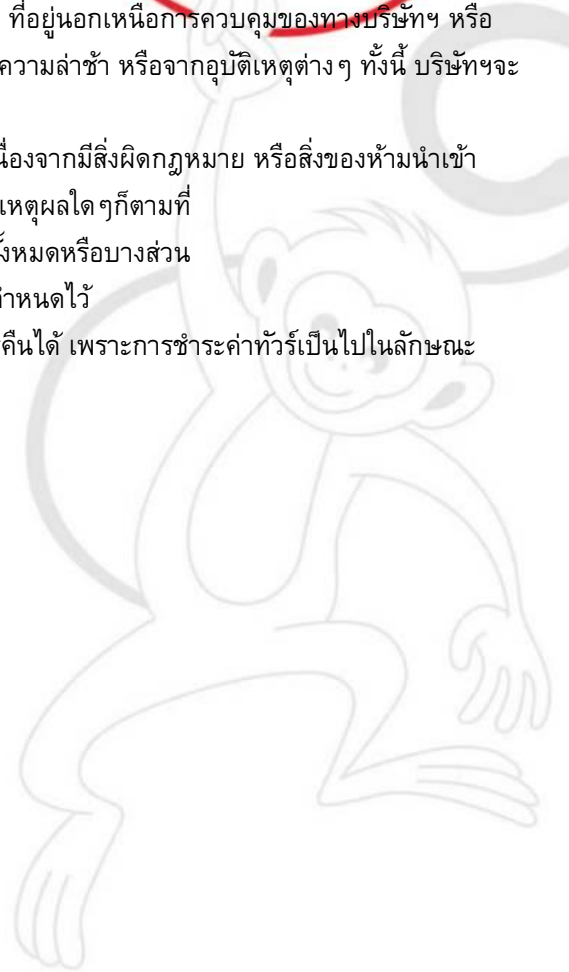 ที่อยู่นอกเหนือการควบคุมของทางบริษัทฯ หรือ
ความล่าช้า หรือจากอุบัติเหตุต่างๆ ทั้งนี้ บริษัทฯจะ
นื่องจากมีสิ่งผิดกฎหมาย หรือสิ่งของห้ามนำเข้า
เหตุผลใดๆก็ตามที่
ั้งหมดหรือบางส่วน
ำหนดไว้
คืนได้ เพราะการชำระค่าทัวร์เป็นไปในลักษณะ